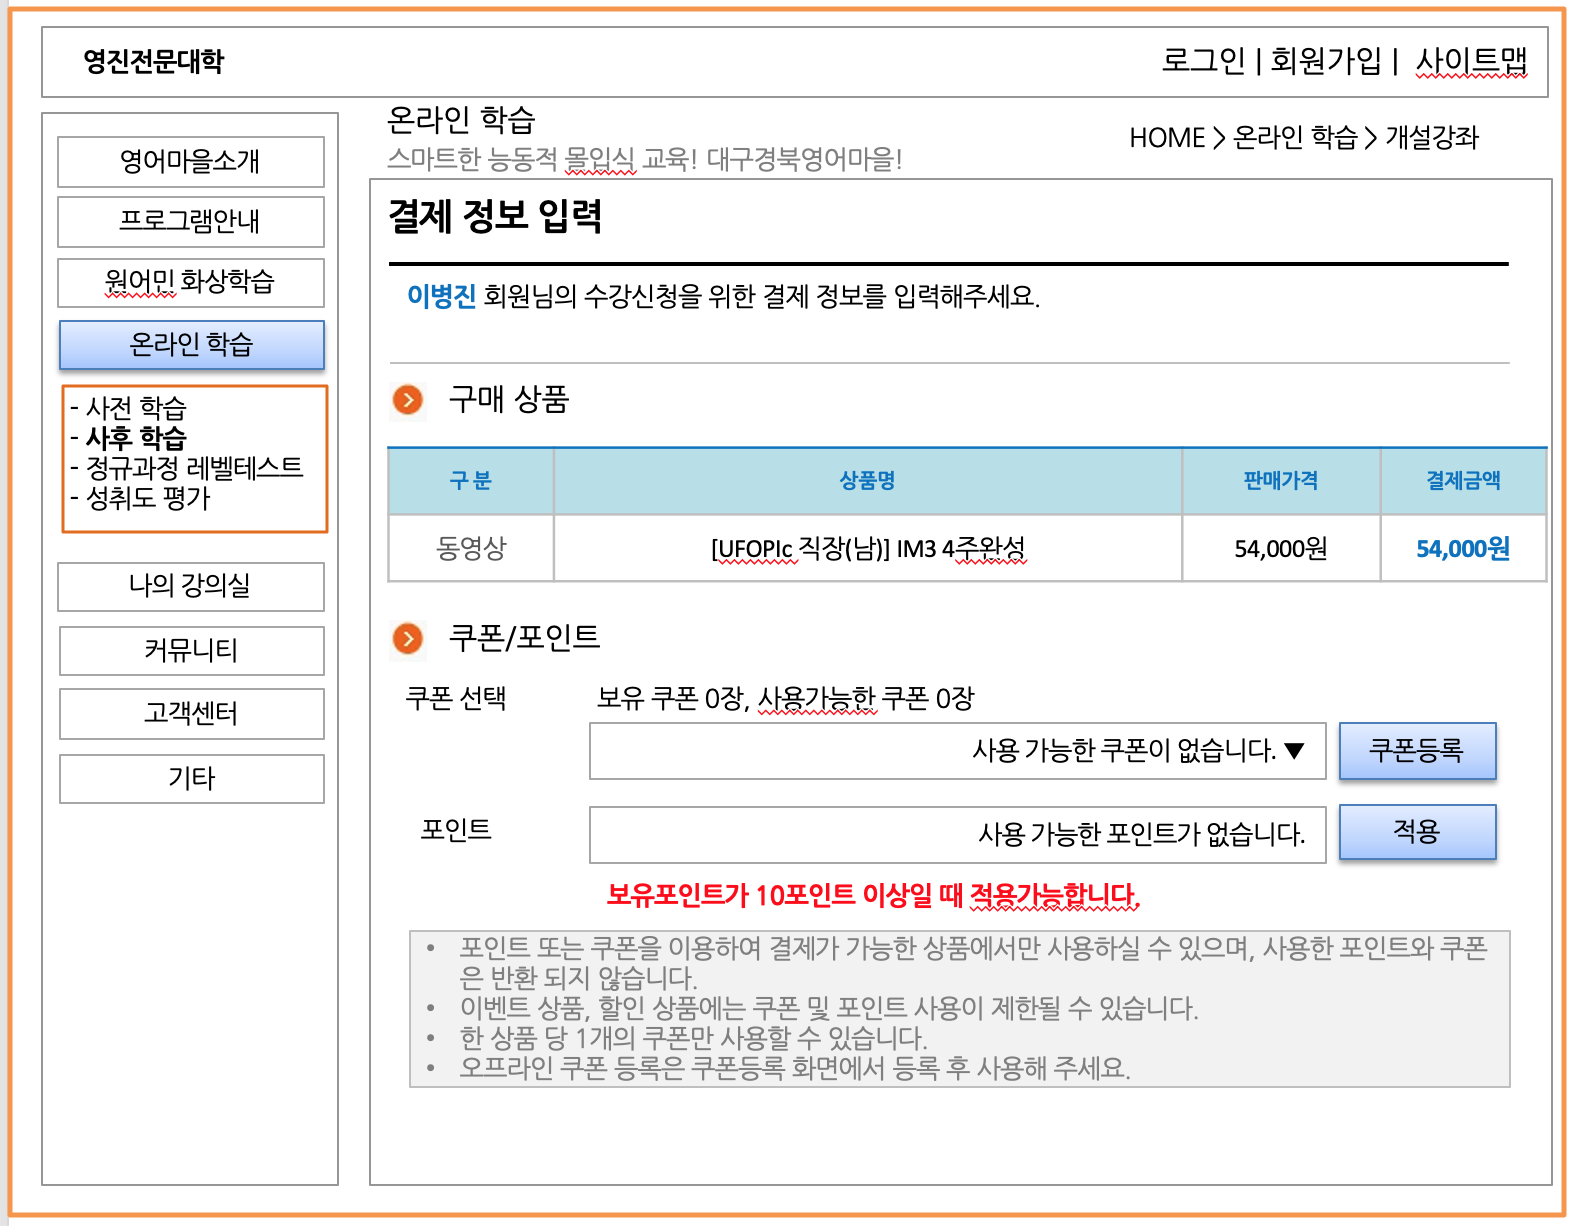 영진전문대학
로그인 | 회원가입 | 사이트맵
영어마을소개
프로그램안내
원어민 화상학습
온라인 학습
- 사전 학습
- 사후 학습
- 정규과정 레벨테스트
- 성취도 평가
나의 강의실
커뮤니티
고객센터
기타
온라인 학습
스마트한 능동적 몰입식 교육! 대구경북영어마을!
HOME > 온라인 학습 > 개설강좌
결제 정보 입력
이병진 회원님의 수강신청을 위한 결제 정보를 입력해주세요.
구매 상품
구 분 상품명 판매가격 결제금액
동영상 [UFOPIc 직장(남)] IM3 4주완성 54,000원 54,000원
쿠폰/포인트
쿠폰 선택 보유 쿠폰 0장, 사용가능한 쿠폰 0장
사용 가능한 쿠폰이 없습니다. ▼ 쿠폰등록
포인트 사용 가능한 포인트가 없습니다. 적용
보유포인트가 10포인트 이상일 때 적용가능합니다.
• 포인트 또는 쿠폰을 이용하여 결제가 가능한 상품에서만 사용하실 수 있으며, 사용한 포인트와 쿠폰
은 반환 되지 않습니다.
• 이벤트 상품, 할인 상품에는 쿠폰 및 포인트 사용이 제한될 수 있습니다.
• 한 상품 당 1개의 쿠폰만 사용할 수 있습니다.
• 오프라인 쿠폰 등록은 쿠폰등록 화면에서 등록 후 사용해 주세요.